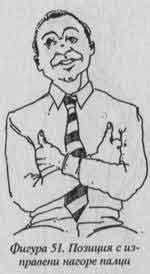 Фигура 51. Позиция с из-
правени нагоре палци